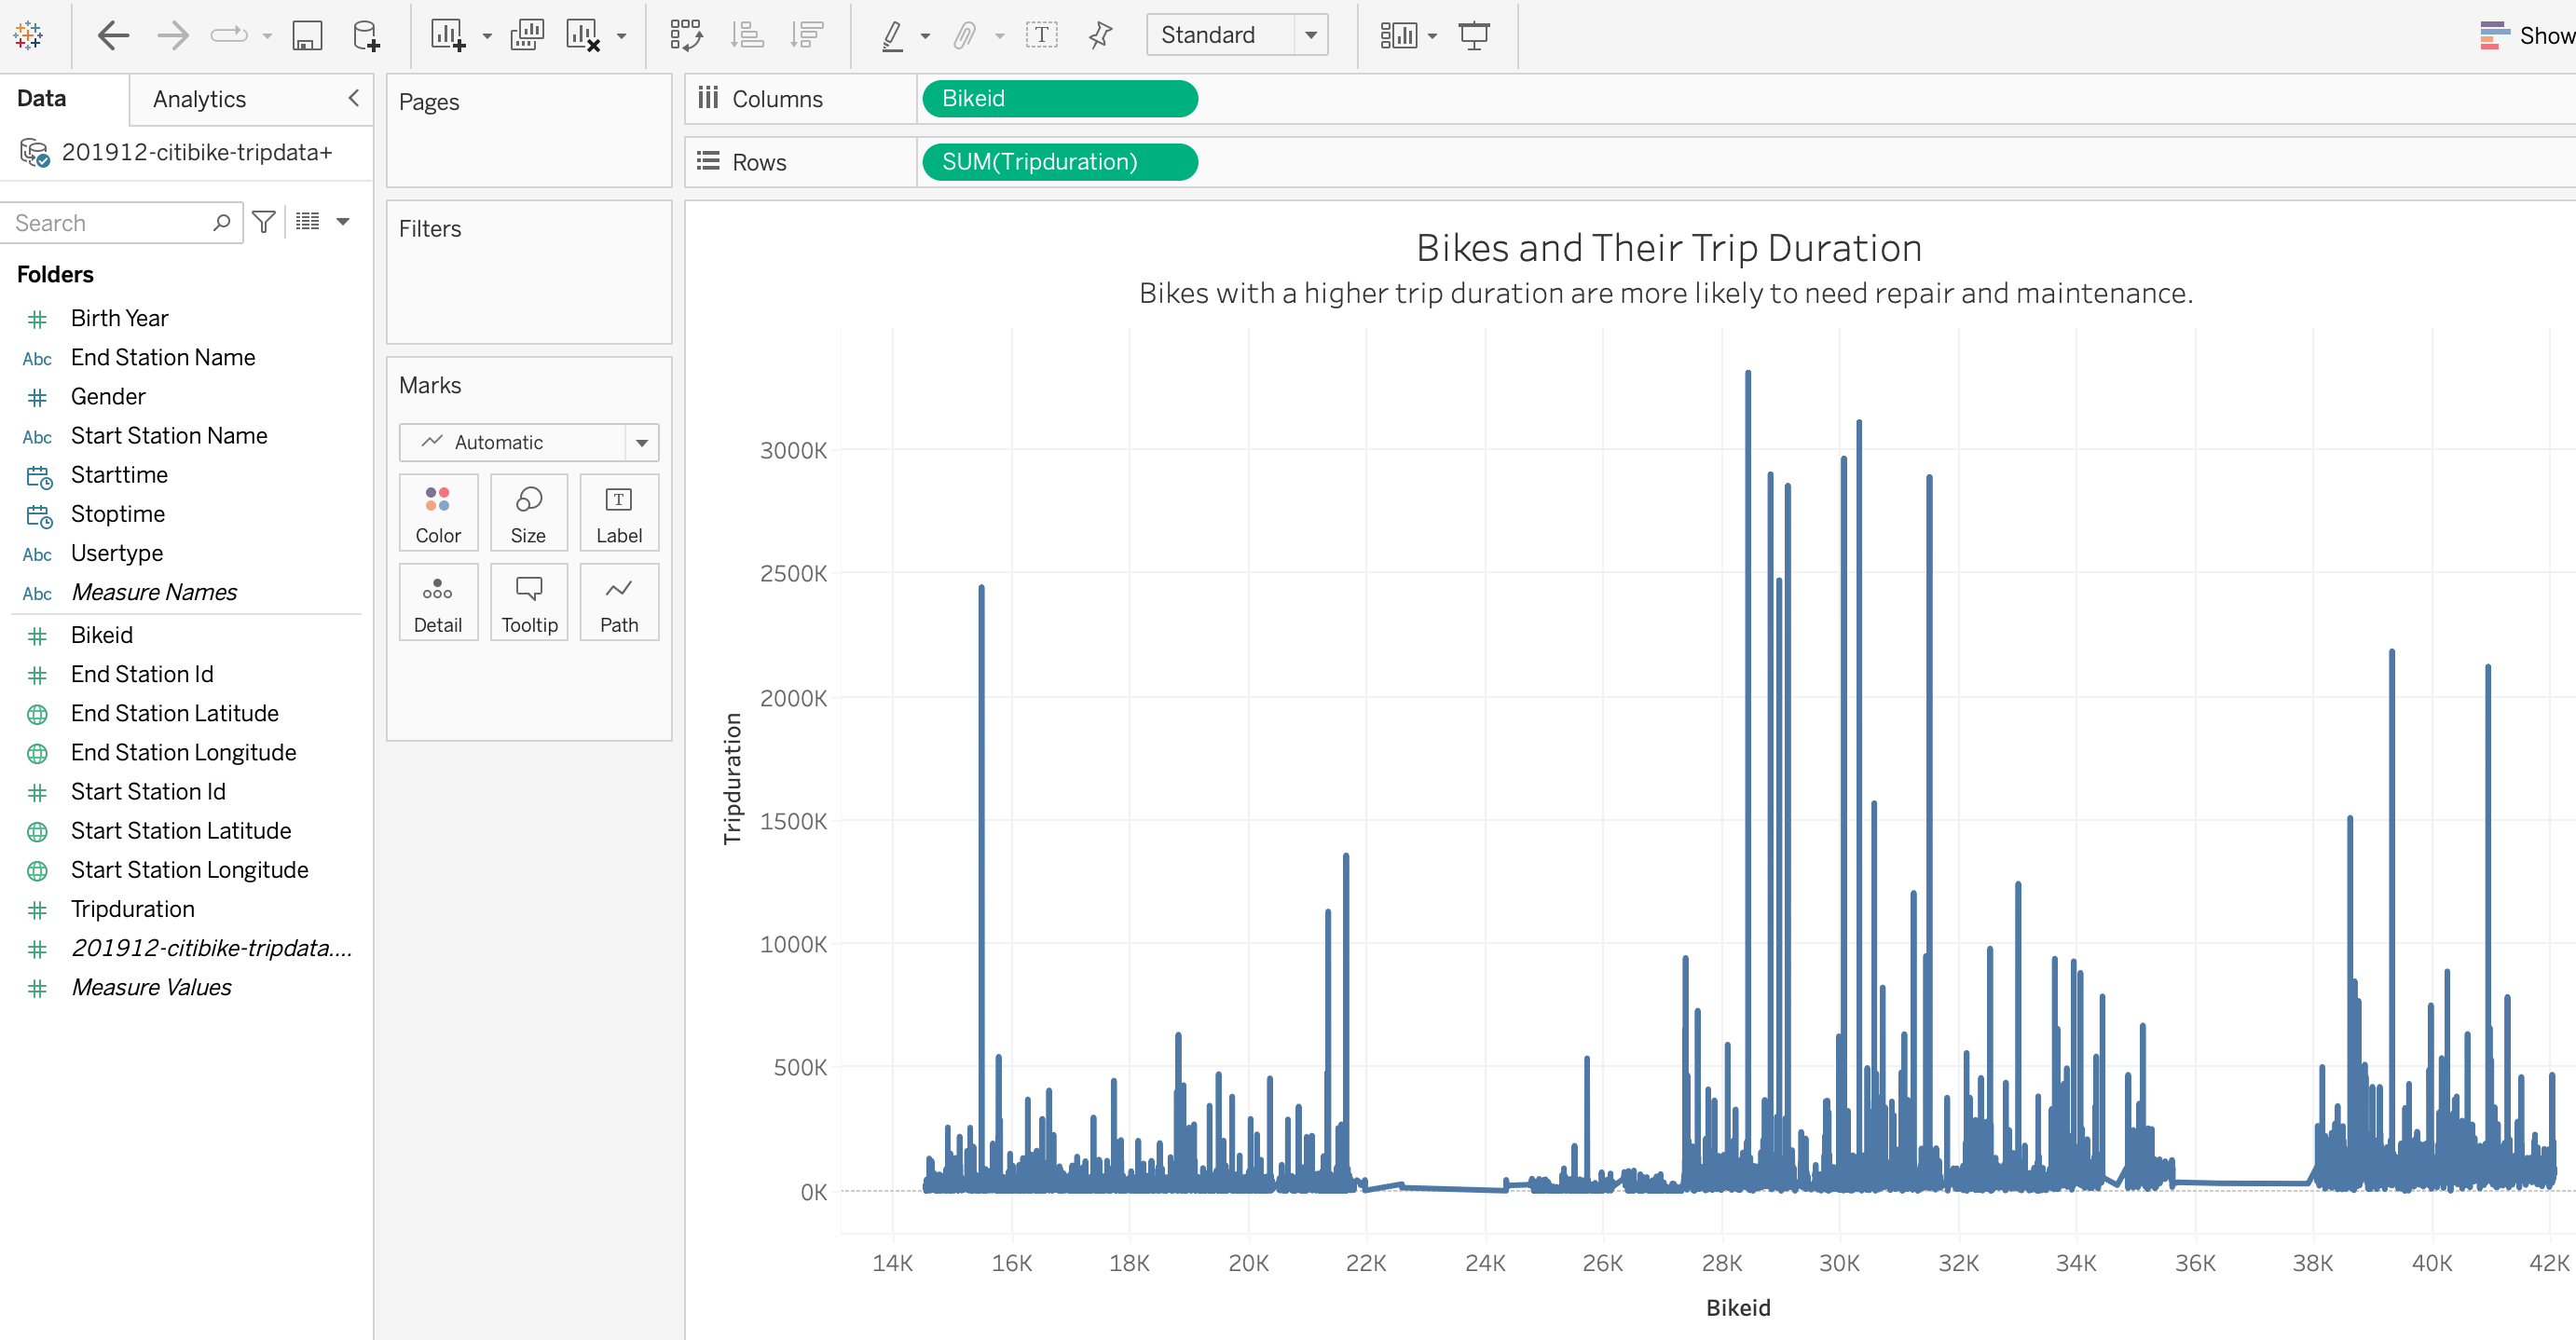 Standard
Show
Data
Analytics
201912-citibike-tripdata+
Search
Folders
Birth Year
Abc End Station Name
Gender
Abc Start Station Name
Starttime
Stoptime
Abc Usertype
Abc Measure Names
Bikeid
End Station Id
End Station Latitude
End Station Longitude
Start Station Id
Start Station Latitude
Start Station Longitude
Tripduration
201912-citibike-tripdata....
Measure Values
Pages
Filters
Marks
Automatic
Color
Size
T
Label
Detail
Tooltip
Path
Columns
Bikeid
Rows
SUM(Tripduration)
Bikes and Their Trip Duration
Bikes with a higher trip duration are more likely to need repair and maintenance.
Tripduration
3000K
2500K
2000K
1500K
1000K
500K
0K
14K 16K 18K 20K 22K 24K 26K 28K 30K 32K 34K 36K 38K 40K 42K
Bikeid